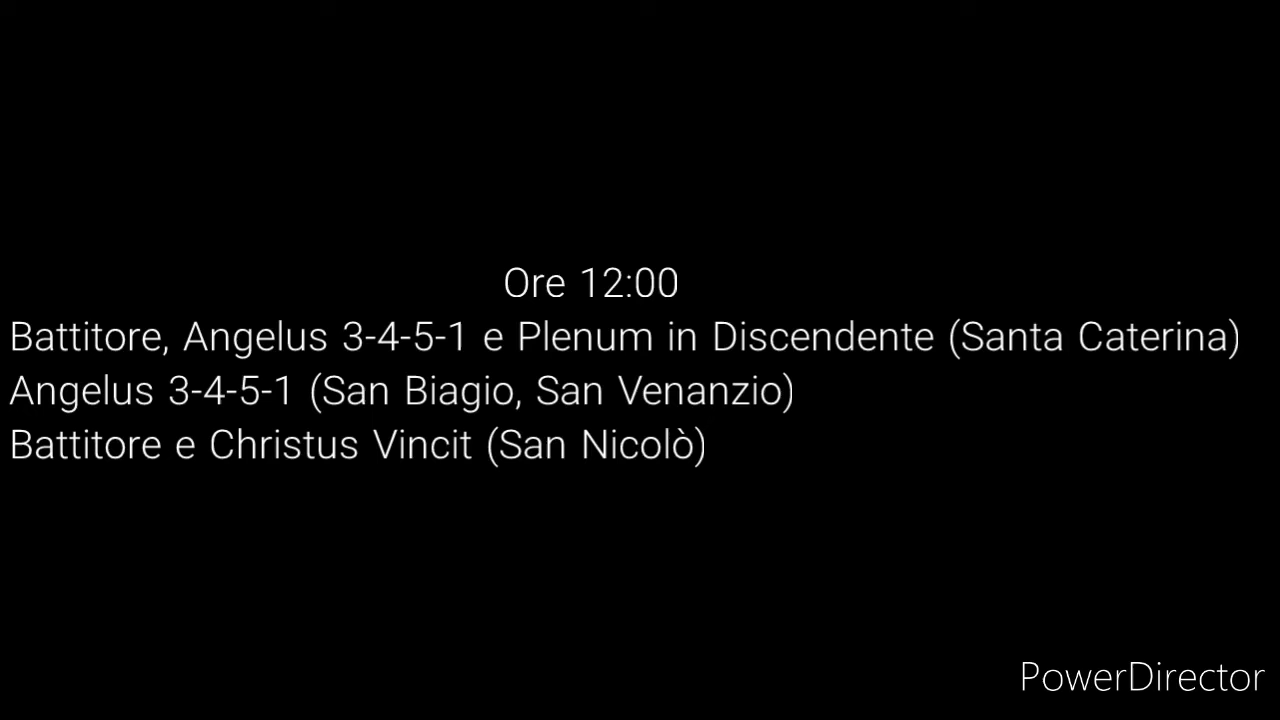 Ore 12:00
Battitore, Angelus 3-4-5-1 e Plenum in Discendente (Santa Caterina)
Angelus 3-4-5-1 (San Biagio, San Venanzio)
Battitore e Christus Vincit (San Nicolò)
PowerDirector